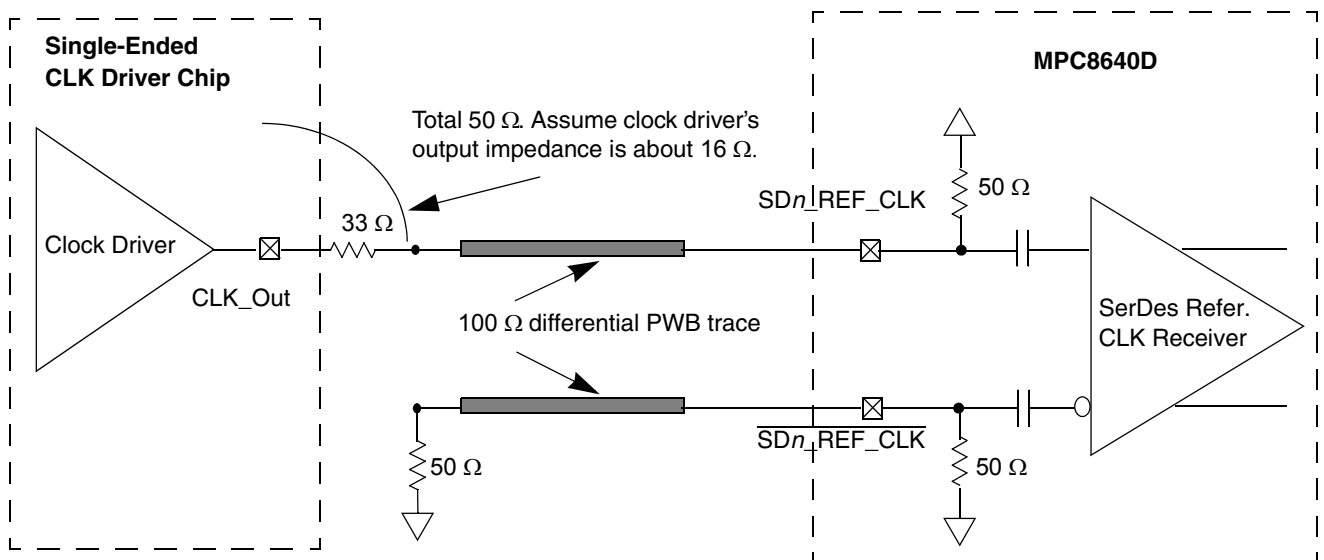 Single-Ended
CLK Driver Chip
MPC8640D
Total 50 Ω. Assume clock driver's
output impedance is about 16 Ω.
SDn_REF_CLK
50 Ω
33 Ω
Clock Driver
CLK_Out
100 Ω differential PWB trace
SerDes Refer.
CLK Receiver
SDn_REF_CLK
50 Ω
50 Ω